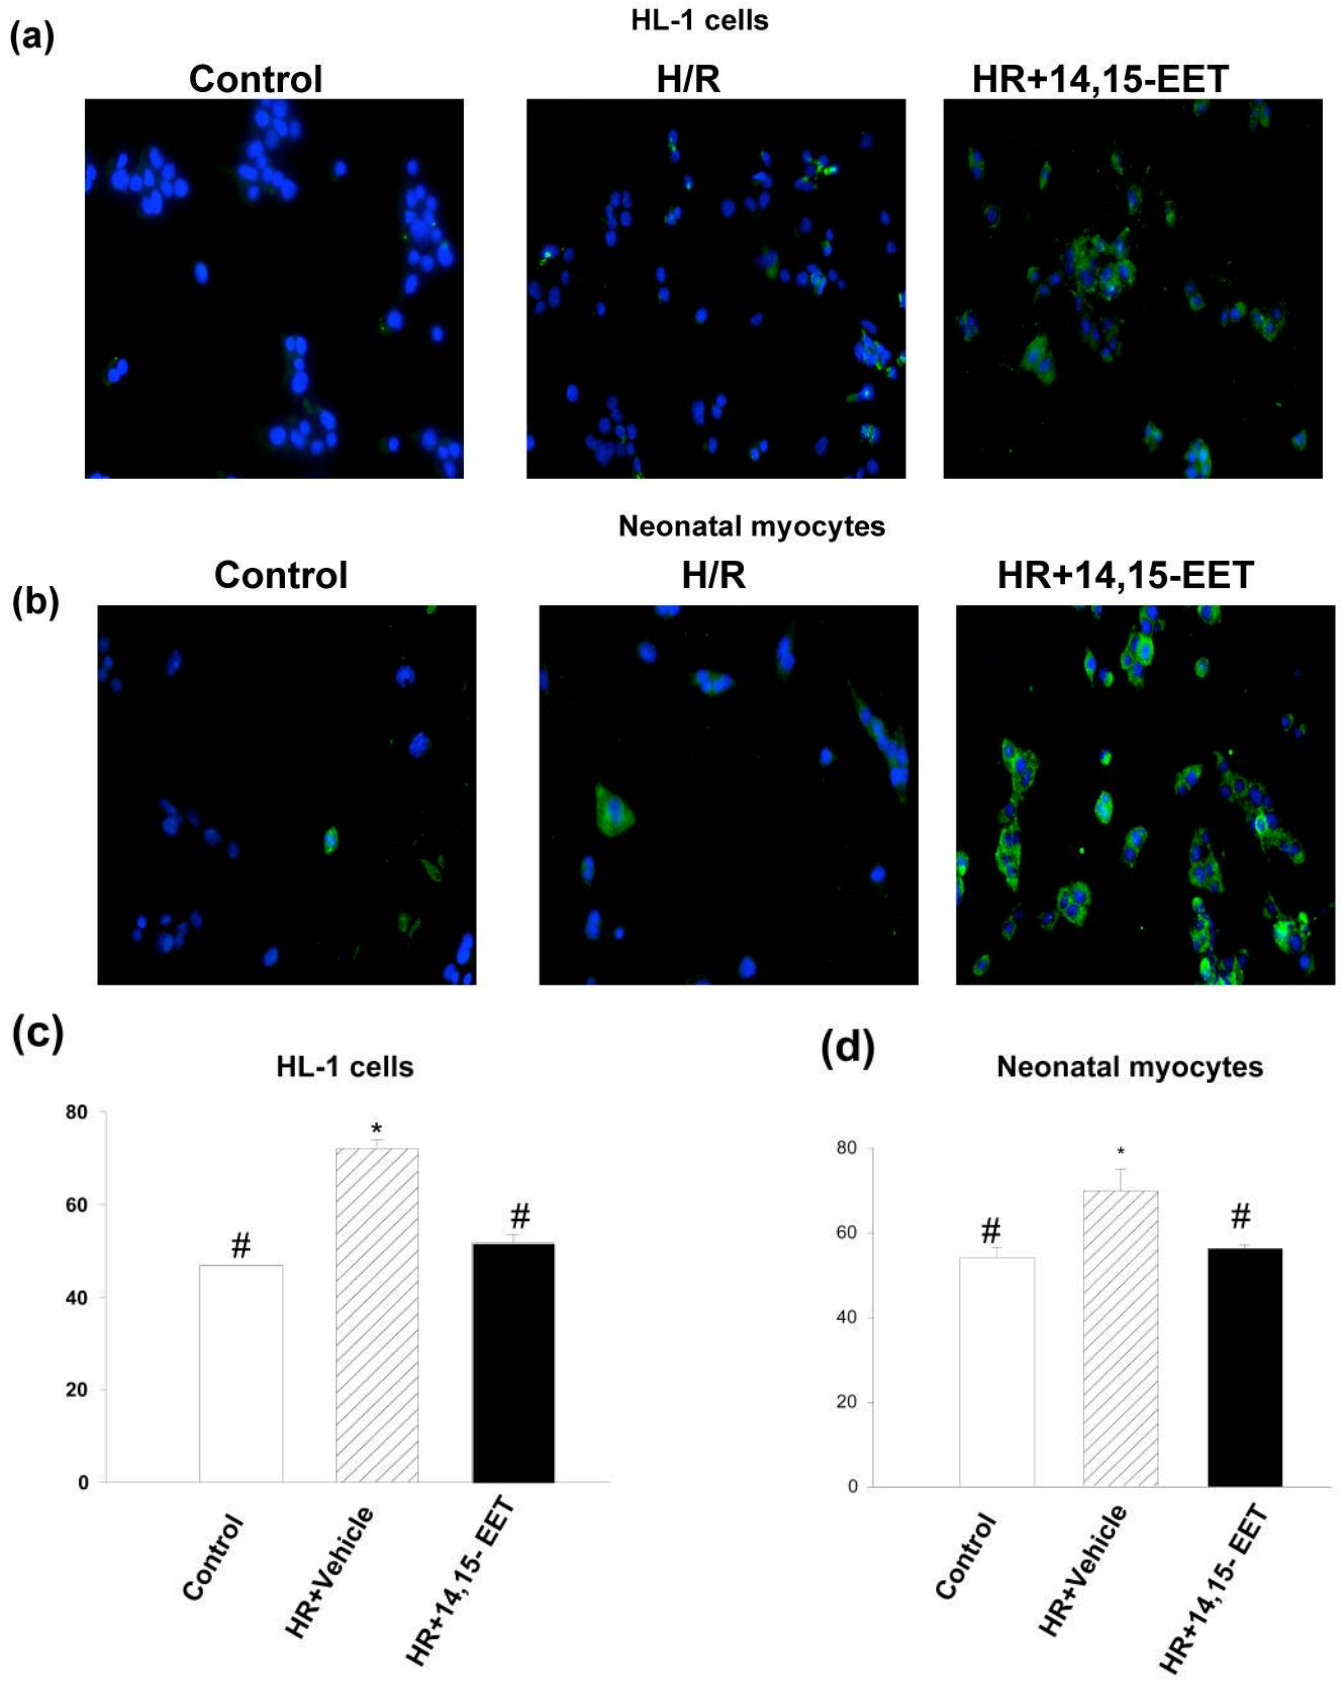 (a)
HL-1 cells
Control
H/R
HR+14,15-EET
Neonatal myocytes
(b)
Control
H/R
HR+14,15-EET
(c)
HL-1 cells
80
60
40
20
0
*
#
#
Control
HR+Vehicle
HR+14,15- EET
(d)
Neonatal myocytes
80
60
40
20
0
*
#
#
Control
HR+Vehicle
HR+14,15- EET